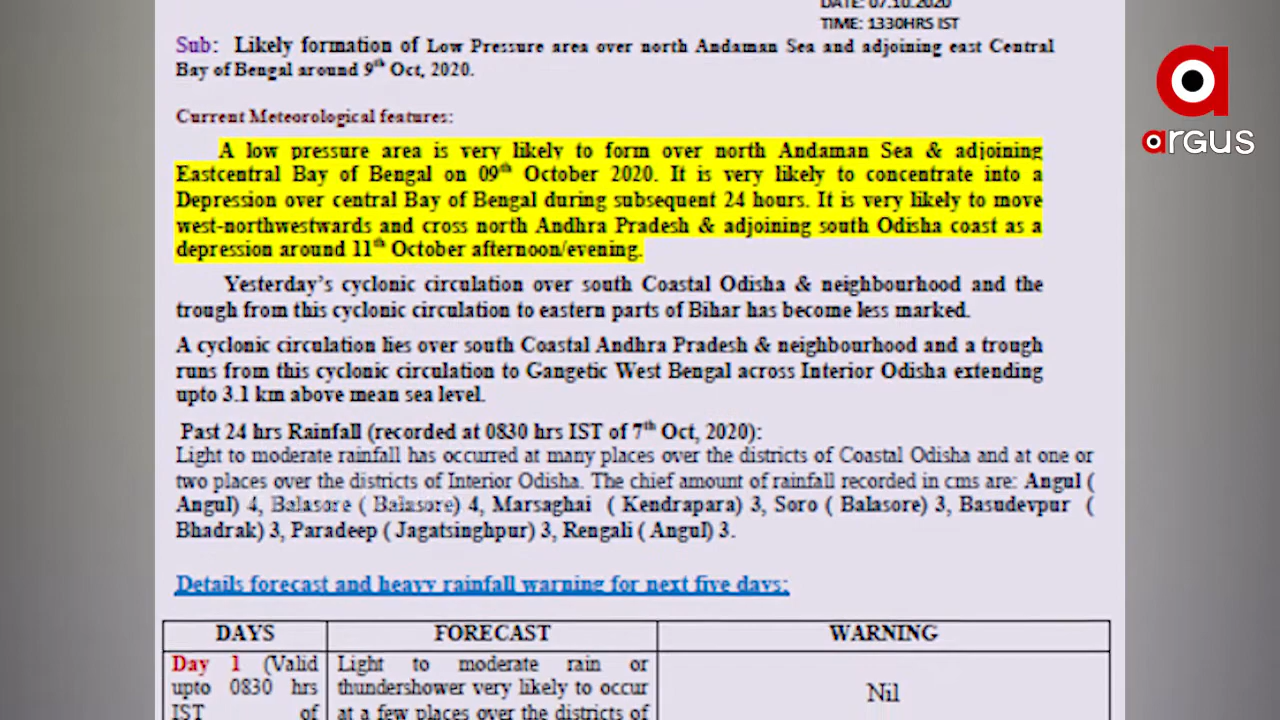 DATE: 07.10.2020
TIME: 1330HRS IST
Sub: Likely formation of Low Pressure area over north Andaman Sea and adjoining east Central
Bay of Bengal around 9th Oct, 2020.
Current Meteorological features:
A low pressure area is very likely to form over north Andaman Sea & adjoining
Eastcentral Bay of Bengal on 09th October 2020. It is very likely to concentrate into a
Depression over central Bay of Bengal during subsequent 24 hours. It is very likely to move
west-northwestwards and cross north Andhra Pradesh & adjoining south Odisha coast as a
depression around 11th October afternoon/evening.
Yesterday's cyclonic circulation over south Coastal Odisha & neighbourhood and the
trough from this cyclonic circulation to eastern parts of Bihar has become less marked.
A cyclonic circulation lies over south Coastal Andhra Pradesh & neighbourhood and a trough
runs from this cyclonic circulation to Gangetic West Bengal across Interior Odisha extending
upto 3.1 km above mean sea level.
Past 24 hrs Rainfall (recorded at 0830 hrs IST of 7th Oct, 2020):
Light to moderate rainfall has occurred at many places over the districts of Coastal Odisha and at one or
two places over the districts of Interior Odisha. The chief amount of rainfall recorded in cms are: Angul (
Angul) 4, Balasore ( Balasore) 4, Marsaghai ( Kendrapara) 3, Soro ( Balasore) 3, Basudevpur (
Bhadrak) 3, Paradeep ( Jagatsinghpur) 3, Rengali ( Angul) 3.
Details forecast and heavy rainfall warning for next five days:
DAYS FORECAST WARNING
Day 1 (Valid
upto 0830 hrs
IST of
Light to moderate rain or
thundershower very likely to occur
at a few places over the districts of
Nil
argus